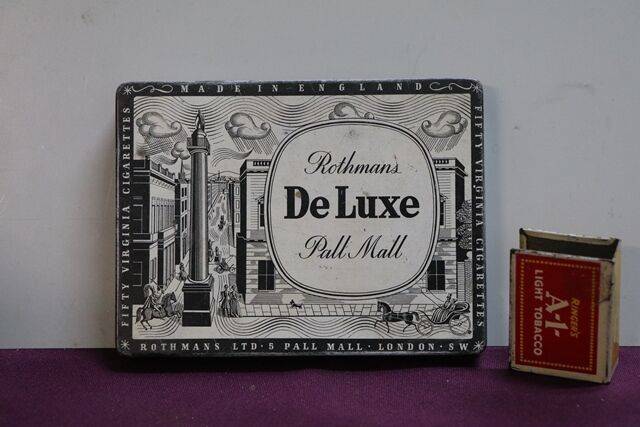 MADE IN ENGLAND
FIFTY VIRGINIA CIGARETTES
Rothmans
De Luxe
Pall Mall
FIFTY VIRGINIA CIGARETTES
ROTHMANS LTD · 5 PALL MALL · LONDON · SW
RINGER'S
A-1-
LIGHT TOBACCO